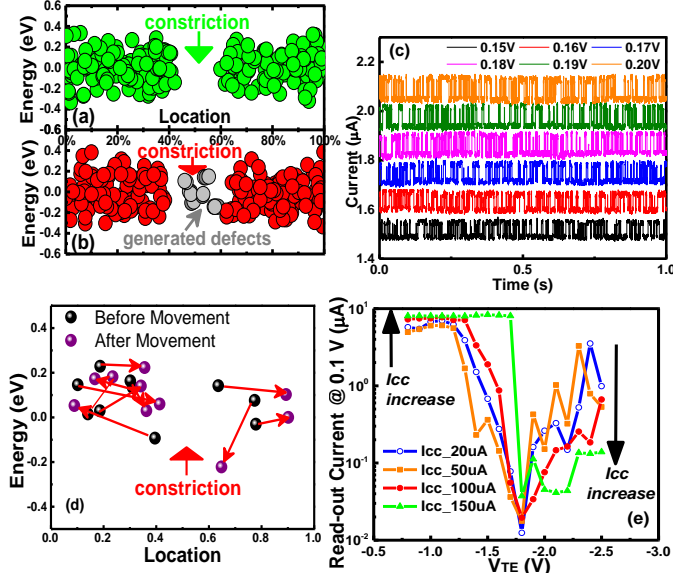 constriction
Energy (eV)
0.6
0.4
0.2
0.0
-0.2
-0.4
-0.6
(a)
Location
0% 20% 40% 60% 80% 100%
constriction
Energy (eV)
0.4
0.2
0.0
-0.2
-0.4
-0.6
(b)
generated defects
(c)
0.15V 0.16V 0.17V
0.18V 0.19V 0.20V
Current (μA)
2.2
2.0
1.8
1.6
1.4
0.0 0.5 1.0
Time (s)
Before Movement
After Movement
Energy (eV)
0.4
0.2
0.0
-0.2
-0.4
(d)
constriction
0.0 0.2 0.4 0.6 0.8 1.0
Location
Read-out Current @ 0.1 V (μA)
10¹
10⁰
10⁻¹
10⁻²
Icc
increase
Icc_20uA
Icc_50uA
Icc_100uA
Icc_150uA
Icc
increase
(e)
-0.5 -1.0 -1.5 -2.0 -2.5
V_TE (V)